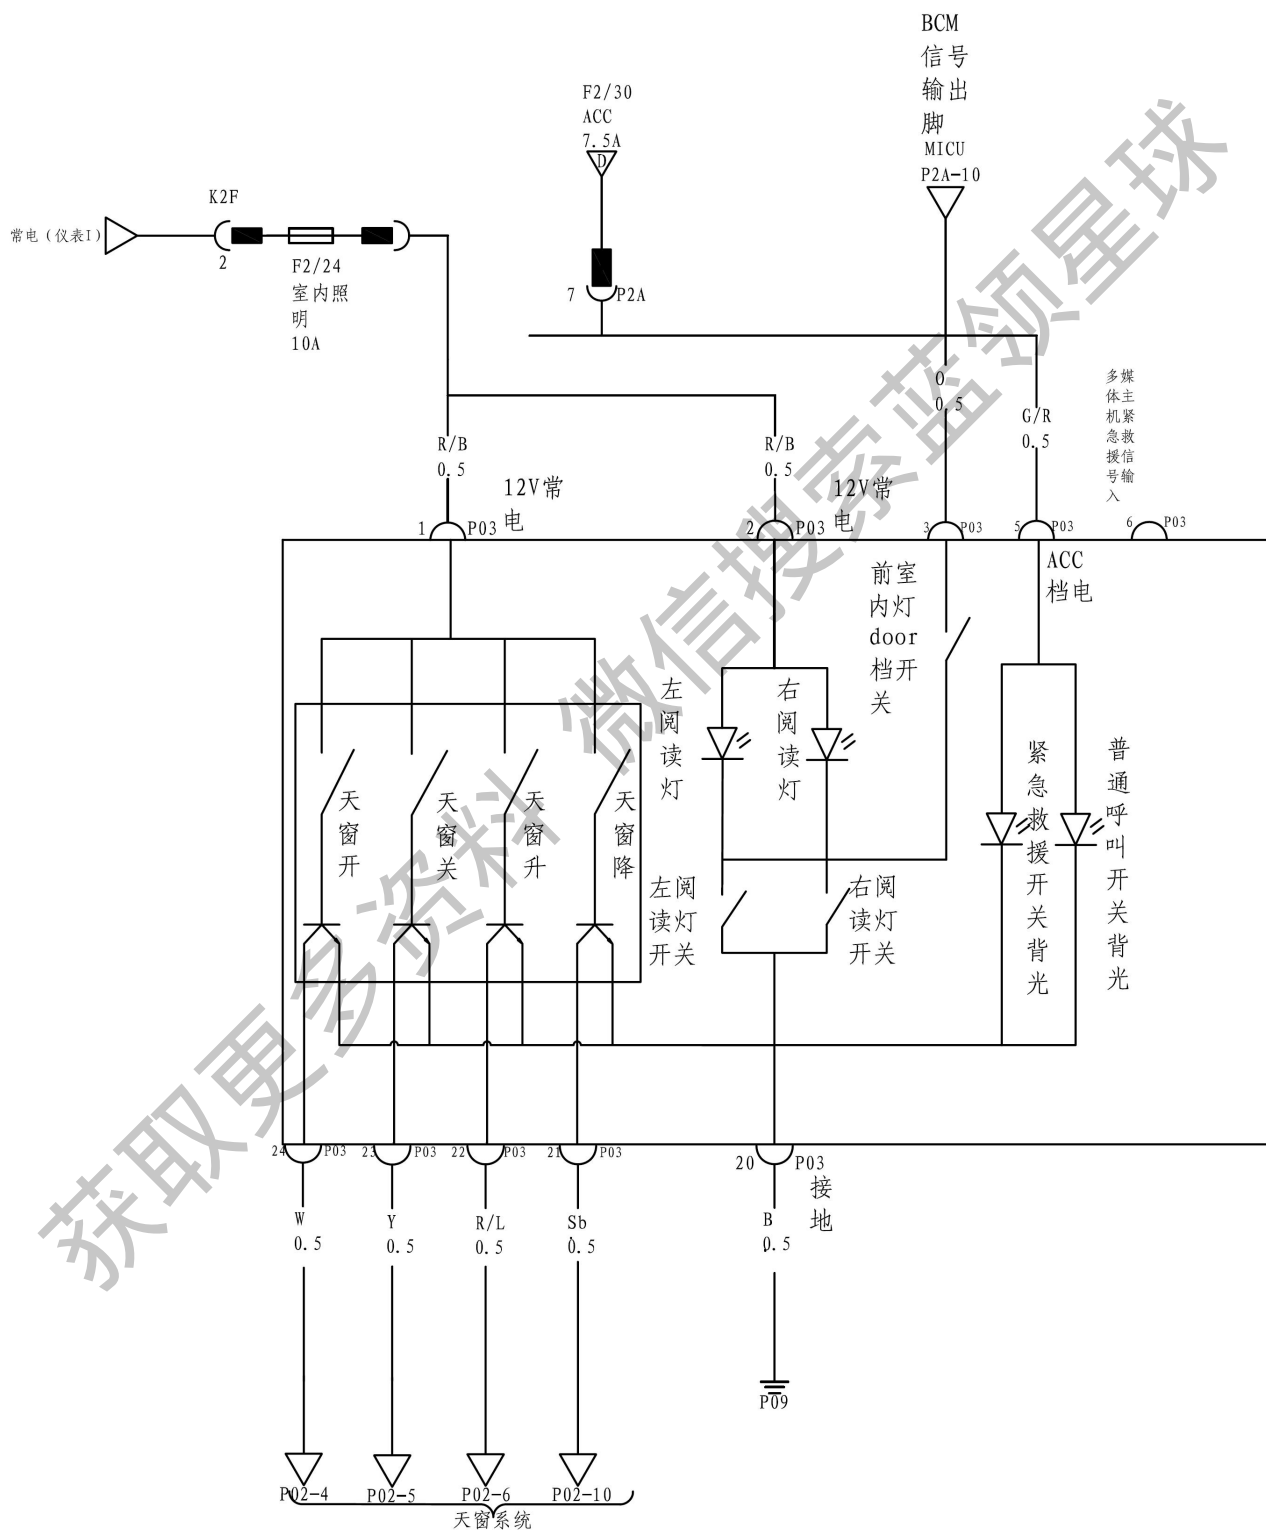 BCM
信号
输出
脚
MICU
P2A-10
F2/30
ACC
7.5A
D
K2F
常电（仪表I）
2
F2/24
室内照
明
10A
7
P2A
O
0.5
G/R
0.5
多媒
体主
机紧
急救
援信
号输
入
R/B
0.5
R/B
0.5
12V常
电
12V常
电
1
P03
2
P03
3
P03
5
P03
6
P03
ACC
档电
前室
内灯
door
档开
关
左
阅
读
灯
右
阅
读
灯
天
窗
开
天
窗
关
天
窗
升
天
窗
降
紧
急
救
援
开
关
背
光
普
通
呼
叫
开
关
背
光
左阅
读灯
开关
右阅
读灯
开关
24
P03
23
P03
22
P03
21
P03
20
P03
接
地
W
0.5
Y
0.5
R/L
0.5
Sb
0.5
B
0.5
P09
P02-4
P02-5
P02-6
P02-10
天窗系统
获取更多资料 微信搜索蓝领星球